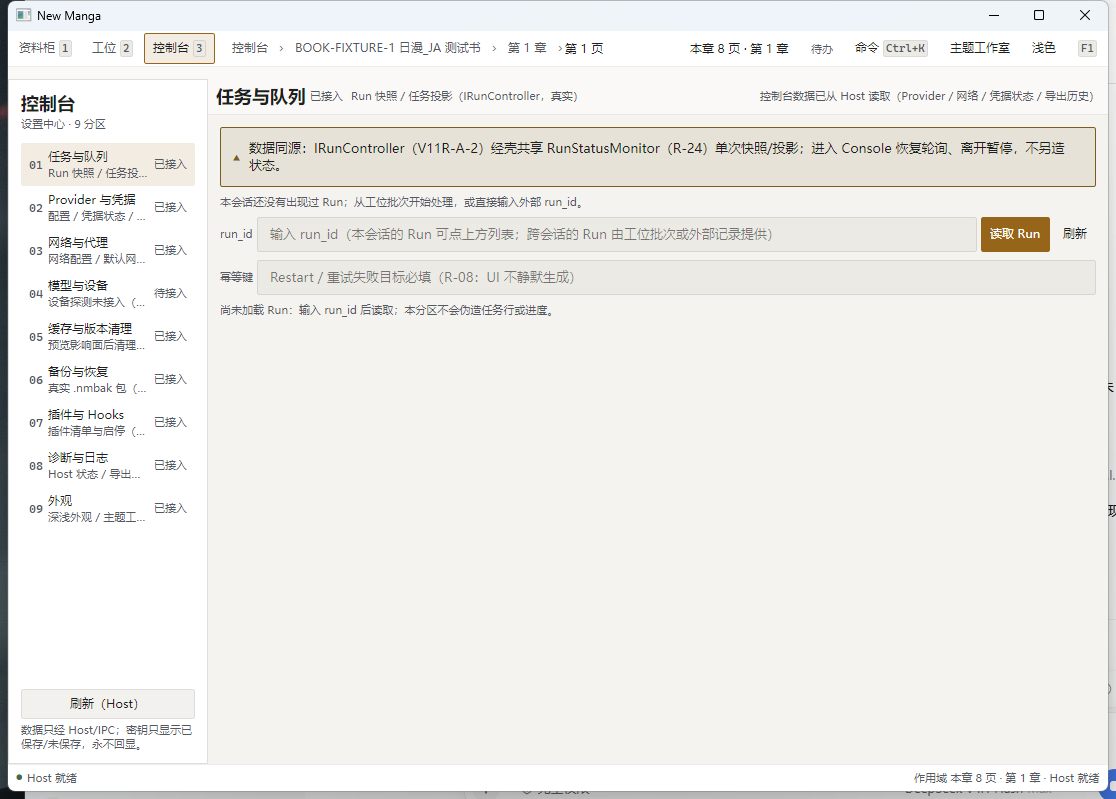 New Manga
资料柜 1 工位 2 控制台 3 控制台 › BOOK-FIXTURE-1 日漫_JA 测试书 › 第 1 章 › 第 1 页 本章 8 页 · 第 1 章 待办 命令 Ctrl+K 主题工作室 浅色 F1
控制台
设置中心 · 9 分区
01 任务与队列 已接入
Run 快照 / 任务投...
02 Provider 与凭据 已接入
配置 / 凭据状态 / ...
03 网络与代理 已接入
网络配置 / 默认网...
04 模型与设备 待接入
设备探测未接入（...
05 缓存与版本清理 已接入
预览影响面后清理...
06 备份与恢复 已接入
真实 .nmbak 包（...
07 插件与 Hooks 已接入
插件清单与启停（...
08 诊断与日志 已接入
Host 状态 / 导出...
09 外观 已接入
深浅外观 / 主题工...
刷新（Host）
数据只经 Host/IPC；密钥只显示已
保存/未保存，永不回显。
任务与队列 已接入 Run 快照 / 任务投影（IRunController，真实） 控制台数据已从 Host 读取（Provider / 网络 / 凭据状态 / 导出历史）
▲ 数据同源：IRunController（V11R-A-2）经壳共享 RunStatusMonitor（R-24）单次快照/投影；进入 Console 恢复轮询、离开暂停，不另造
状态。
本会话还没有出现过 Run；从工位批次开始处理，或直接输入外部 run_id。
run_id 输入 run_id（本会话的 Run 可点上方列表；跨会话的 Run 由工位批次或外部记录提供） 读取 Run 刷新
幂等键 Restart / 重试失败目标必填（R-08：UI 不静默生成）
尚未加载 Run：输入 run_id 后读取；本分区不会伪造任务行或进度。
Host 就绪 作用域 本章 8 页 · 第 1 章 · Host 就绪